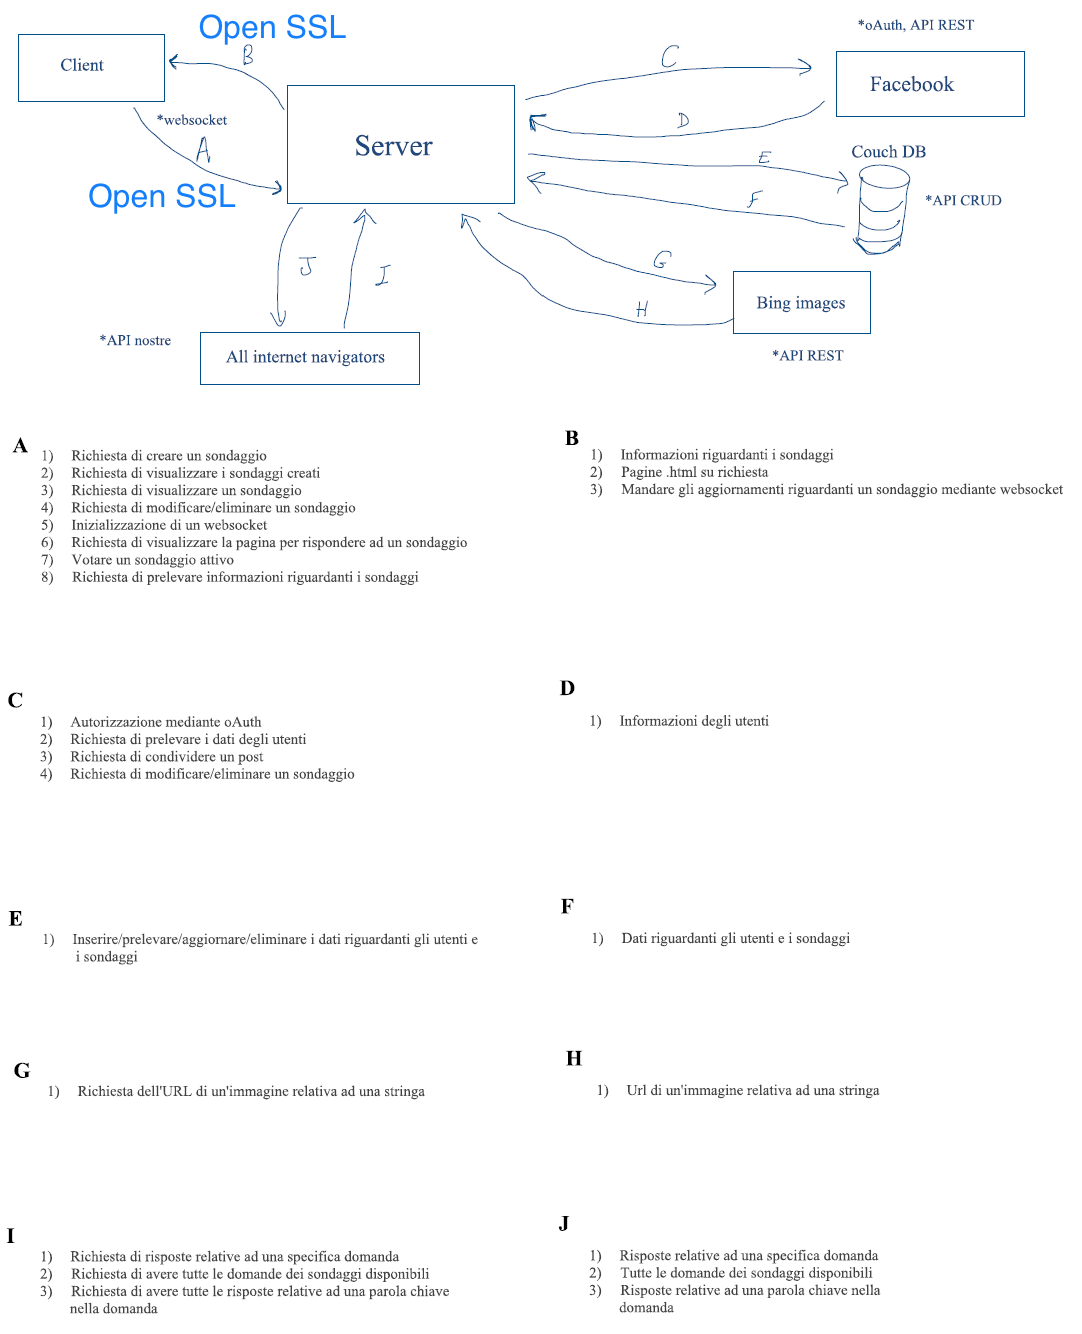 Open SSL
*oAuth, API REST
Client
B
C
Facebook
*websocket
D
Server
A
Couch DB
E
Open SSL
F
*API CRUD
J
I
G
Bing images
H
*API nostre
All internet navigators
*API REST
A
1) Richiesta di creare un sondaggio
2) Richiesta di visualizzare i sondaggi creati
3) Richiesta di visualizzare un sondaggio
4) Richiesta di modificare/eliminare un sondaggio
5) Inizializzazione di un websocket
6) Richiesta di visualizzare la pagina per rispondere ad un sondaggio
7) Votare un sondaggio attivo
8) Richiesta di prelevare informazioni riguardanti i sondaggi
B
1) Informazioni riguardanti i sondaggi
2) Pagine .html su richiesta
3) Mandare gli aggiornamenti riguardanti un sondaggio mediante websocket
C
1) Autorizzazione mediante oAuth
2) Richiesta di prelevare i dati degli utenti
3) Richiesta di condividere un post
4) Richiesta di modificare/eliminare un sondaggio
D
1) Informazioni degli utenti
E
1) Inserire/prelevare/aggiornare/eliminare i dati riguardanti gli utenti e
i sondaggi
F
1) Dati riguardanti gli utenti e i sondaggi
G
1) Richiesta dell'URL di un'immagine relativa ad una stringa
H
1) Url di un'immagine relativa ad una stringa
I
1) Richiesta di risposte relative ad una specifica domanda
2) Richiesta di avere tutte le domande dei sondaggi disponibili
3) Richiesta di avere tutte le risposte relative ad una parola chiave
nella domanda
J
1) Risposte relative ad una specifica domanda
2) Tutte le domande dei sondaggi disponibili
3) Risposte relative ad una parola chiave nella
domanda